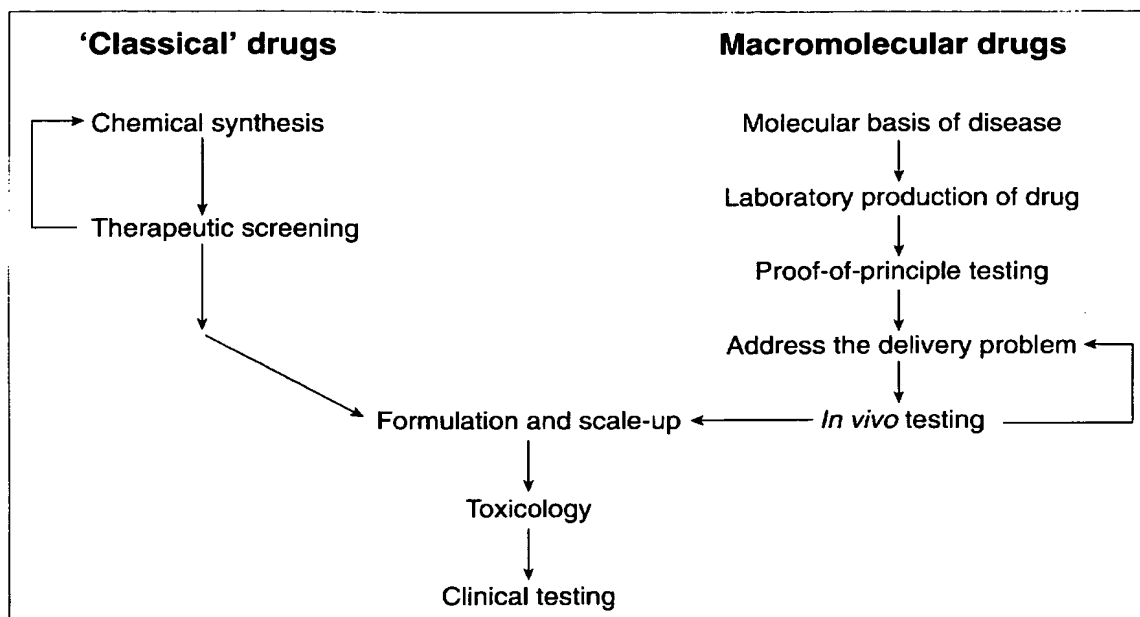 ‘Classical’ drugs
Macromolecular drugs
Chemical synthesis
Therapeutic screening
Molecular basis of disease
Laboratory production of drug
Proof-of-principle testing
Address the delivery problem
In vivo testing
Formulation and scale-up
Toxicology
Clinical testing